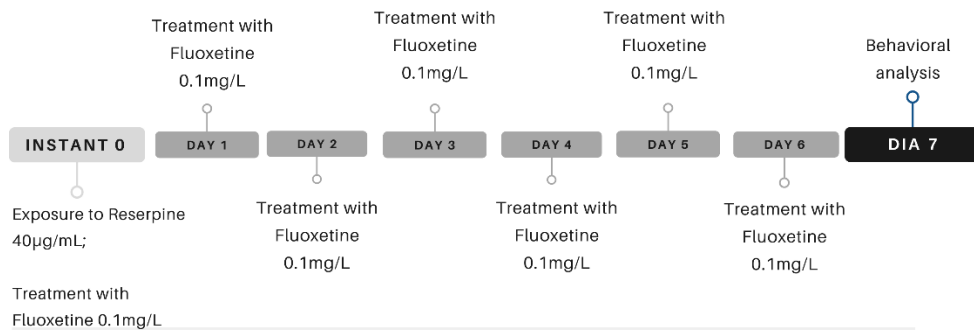 Treatment with
Fluoxetine
0.1mg/L
Treatment with
Fluoxetine
0.1mg/L
Treatment with
Fluoxetine
0.1mg/L
Behavioral
analysis
INSTANT 0
DAY 1
DAY 2
DAY 3
DAY 4
DAY 5
DAY 6
DIA 7
Exposure to Reserpine
40µg/mL;
Treatment with
Fluoxetine 0.1mg/L
Treatment with
Fluoxetine
0.1mg/L
Treatment with
Fluoxetine
0.1mg/L
Treatment with
Fluoxetine
0.1mg/L